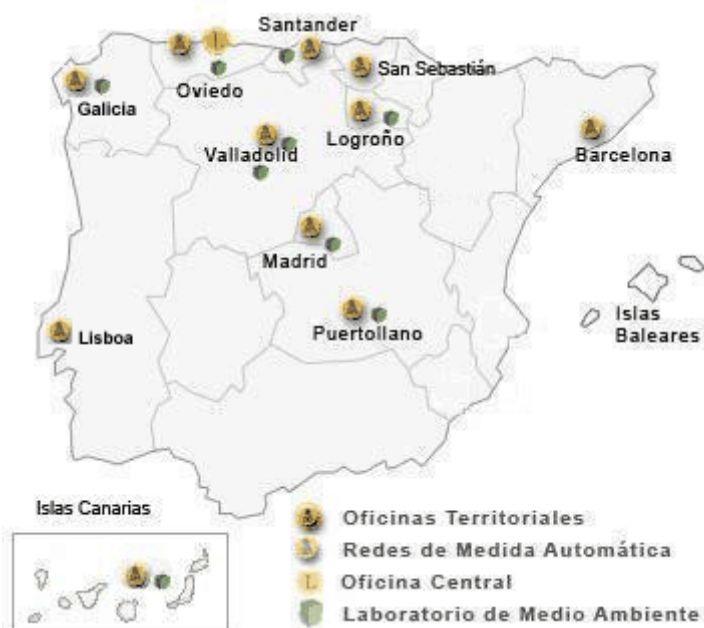 Santander
San Sebastián
Oviedo
Galicia
Logroño
Valladolid
Barcelona
Madrid
Islas
Baleares
Puertollano
Lisboa
Islas Canarias
Oficinas Territoriales
Redes de Medida Automática
L Oficina Central
Laboratorio de Medio Ambiente